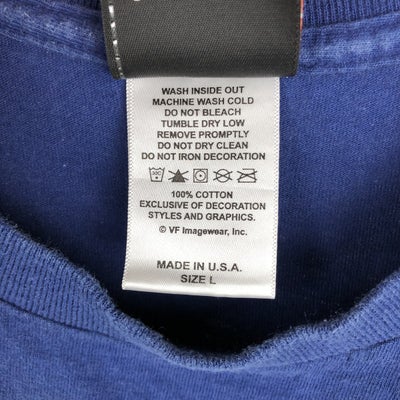 WASH INSIDE OUT
MACHINE WASH COLD
DO NOT BLEACH
TUMBLE DRY LOW
REMOVE PROMPTLY
DO NOT DRY CLEAN
DO NOT IRON DECORATION
100% COTTON
EXCLUSIVE OF DECORATION
STYLES AND GRAPHICS.
© VF Imagewear, Inc.
MADE IN U.S.A.
SIZE L